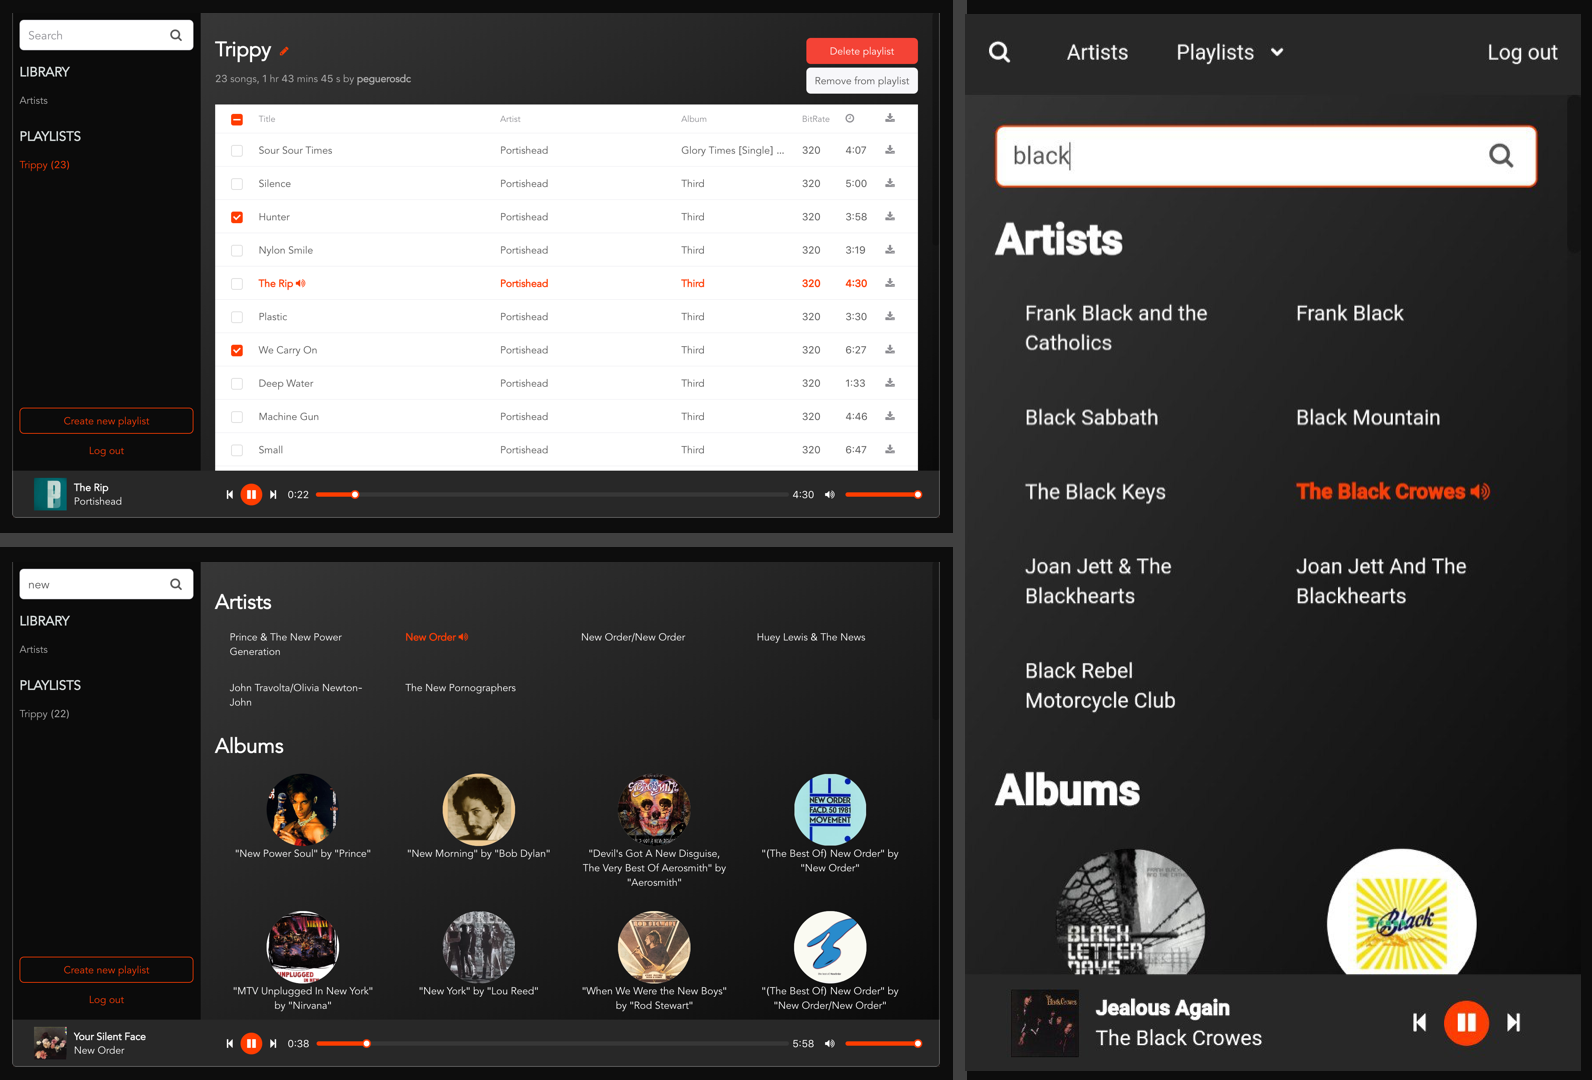 Search
LIBRARY
Artists
PLAYLISTS
Trippy (23)
Create new playlist
Log out
Trippy
23 songs, 1 hr 43 mins 45 s by peguerosdc
Delete playlist
Remove from playlist
Title Artist Album BitRate
Sour Sour Times Portishead Glory Times [Single] ... 320 4:07
Silence Portishead Third 320 5:00
Hunter Portishead Third 320 3:58
Nylon Smile Portishead Third 320 3:19
The Rip Portishead Third 320 4:30
Plastic Portishead Third 320 3:30
We Carry On Portishead Third 320 6:27
Deep Water Portishead Third 320 1:33
Machine Gun Portishead Third 320 4:46
Small Portishead Third 320 6:47
P
The Rip
Portishead
0:22 4:30
new
LIBRARY
Artists
PLAYLISTS
Trippy (22)
Create new playlist
Log out
Artists
Prince & The New Power
Generation
New Order
New Order/New Order
Huey Lewis & The News
John Travolta/Olivia Newton-
John
The New Pornographers
Albums
"New Power Soul" by "Prince"
"New Morning" by "Bob Dylan"
AEROSMITH
"Devil's Got A New Disguise,
The Very Best Of Aerosmith" by
"Aerosmith"
NEW ORDER
FACD. 50 1981
MOVEMENT
"(The Best Of) New Order" by
"New Order"
UNPLUGGED
"MTV Unplugged In New York"
by "Nirvana"
"New York" by "Lou Reed"
ROD STEWART
"When We Were the New Boys"
by "Rod Stewart"
"(The Best Of) New Order" by
"New Order/New Order"
Your Silent Face
New Order
0:38 5:58
Artists Playlists Log out
black
Artists
Frank Black and the
Catholics
Frank Black
Black Sabbath
Black Mountain
The Black Keys
The Black Crowes
Joan Jett & The
Blackhearts
Joan Jett And The
Blackhearts
Black Rebel
Motorcycle Club
Albums
BLACK
LETTER
DAYS
Black
Jealous Again
The Black Crowes